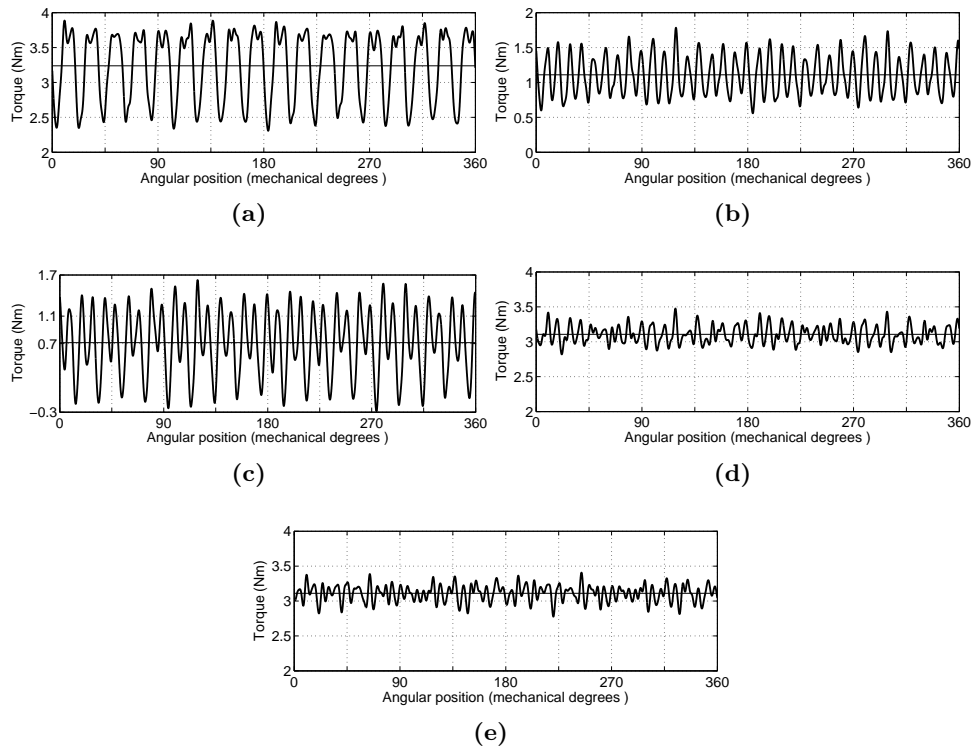 4
3.5
3
2.5
2
Torque (Nm)
0 90 180 270 360
Angular position (mechanical degrees )
(a)
2
1.5
1
0.5
0
Torque (Nm)
0 90 180 270 360
Angular position (mechanical degrees )
(b)
1.7
1.1
0.7
−0.3
Torque (Nm)
0 90 180 270 360
Angular position (mechanical degrees )
(c)
4
3.5
3
2.5
2
Torque (Nm)
0 90 180 270 360
Angular position (mechanical degrees )
(d)
4
3.5
3
2.5
2
Torque (Nm)
0 90 180 270 360
Angular position (mechanical degrees )
(e)